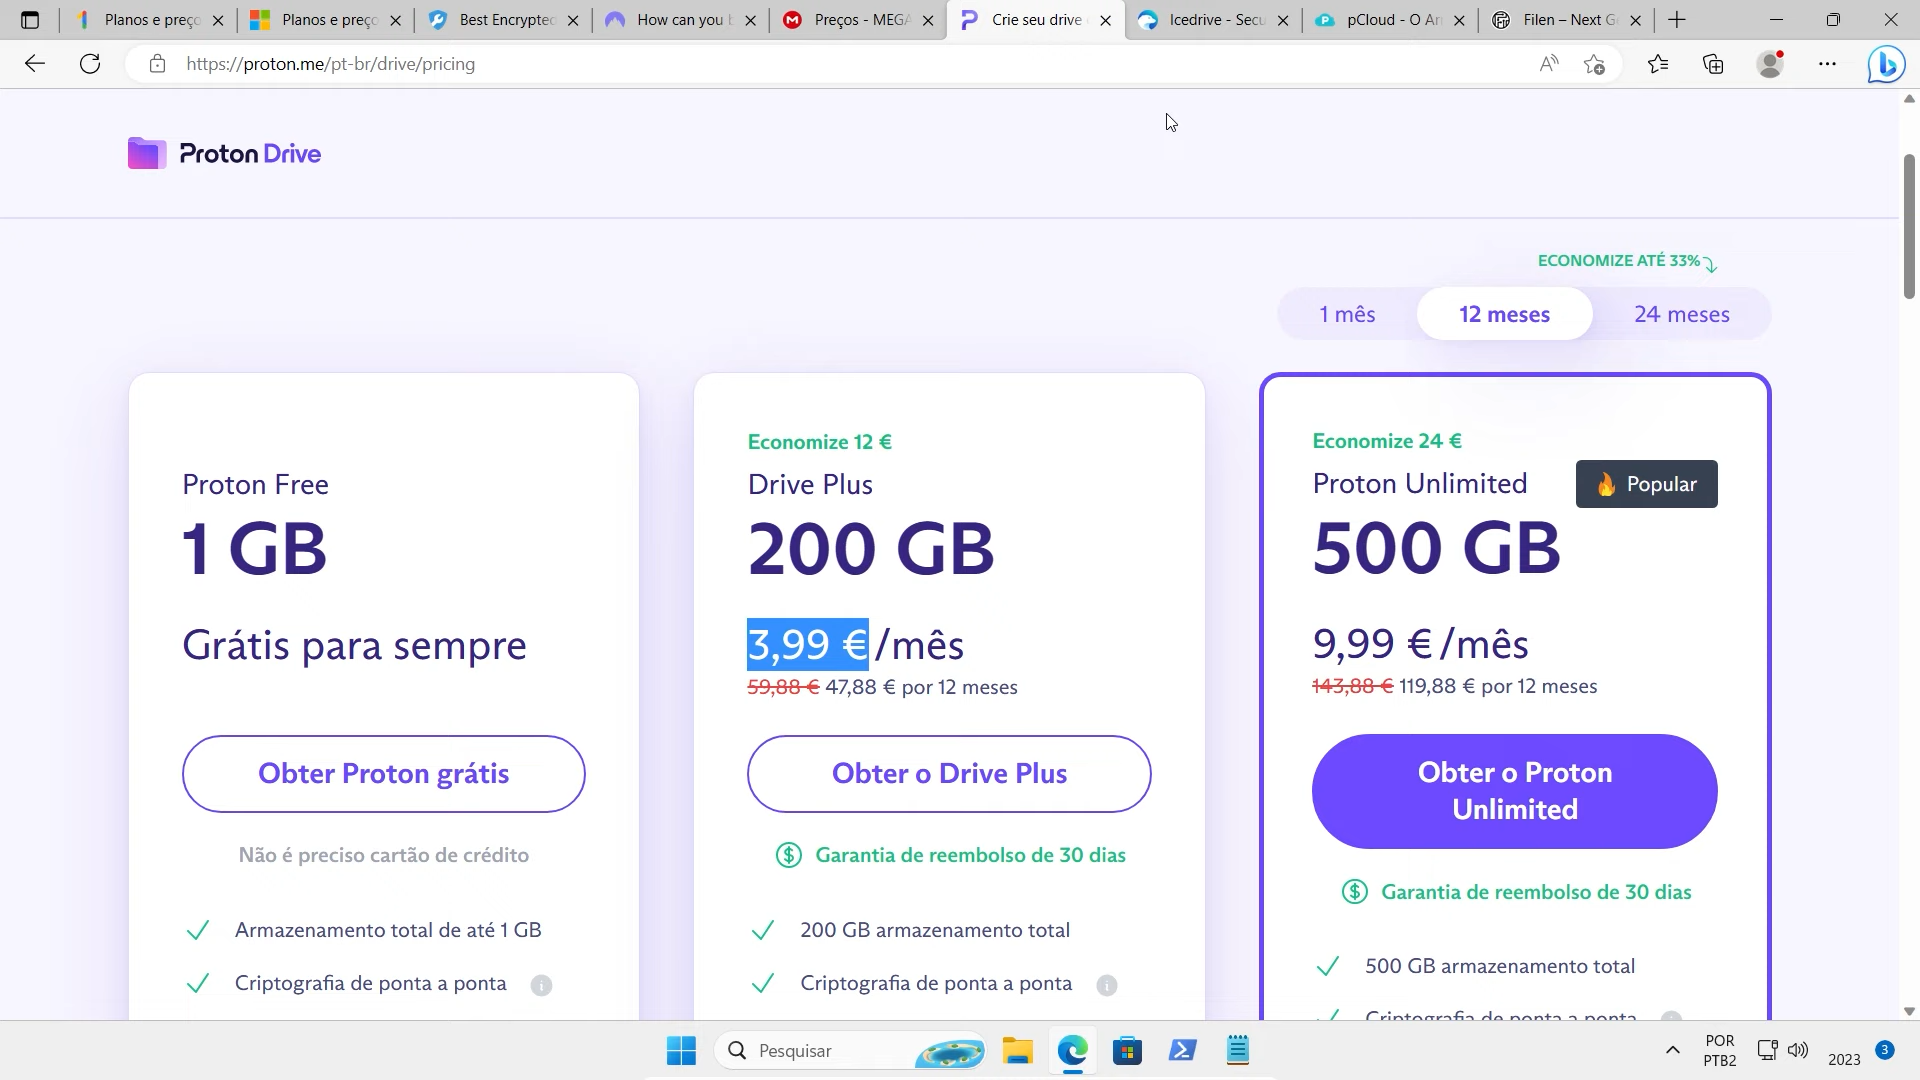 Planos e preço
Planos e preço
Best Encrypted
How can you b
Preços - MEGA
Crie seu drive
Icedrive - Secu
pCloud - O Ar
Filen – Next G
https://proton.me/pt-br/drive/pricing
Proton Drive
ECONOMIZE ATÉ 33%
1 mês
12 meses
24 meses
Proton Free
1 GB
Grátis para sempre
Obter Proton grátis
Não é preciso cartão de crédito
Armazenamento total de até 1 GB
Criptografia de ponta a ponta
Economize 12 €
Drive Plus
200 GB
3,99 €/mês
59,88 € 47,88 € por 12 meses
Obter o Drive Plus
Garantia de reembolso de 30 dias
200 GB armazenamento total
Criptografia de ponta a ponta
Economize 24 €
Proton Unlimited
Popular
500 GB
9,99 €/mês
143,88 € 119,88 € por 12 meses
Obter o Proton
Unlimited
Garantia de reembolso de 30 dias
500 GB armazenamento total
Criptografia de ponta a ponta
Pesquisar
POR
PTB2
2023
3